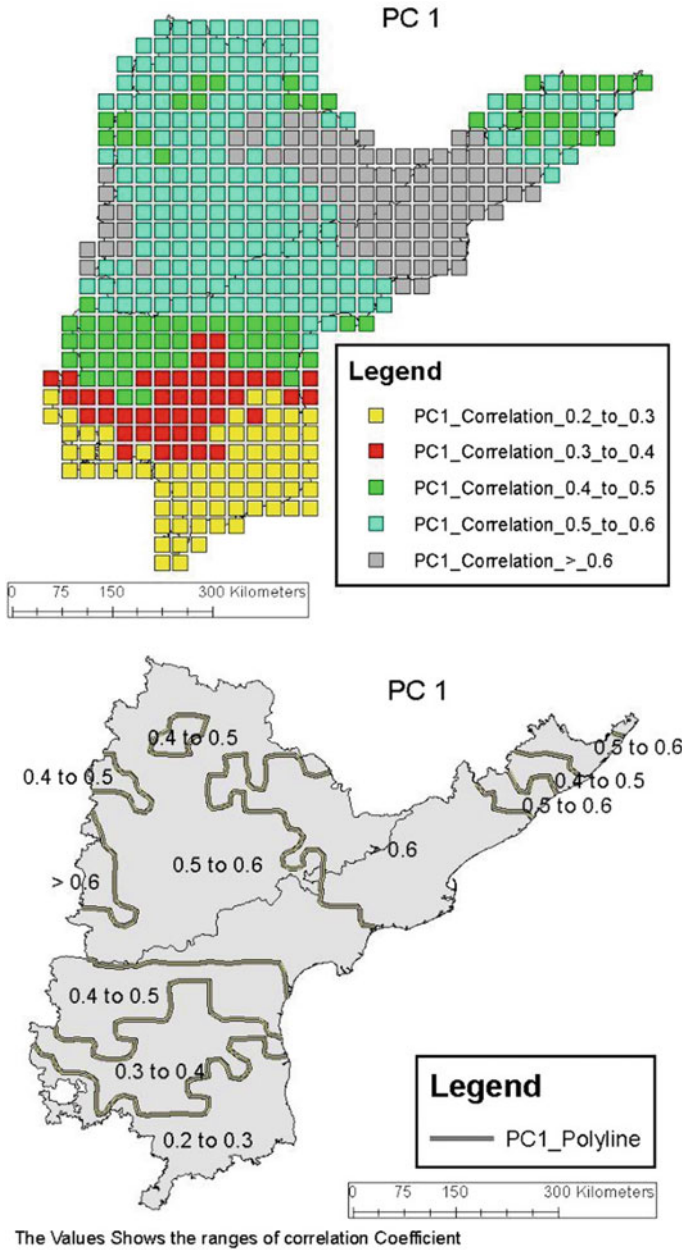 PC 1
Legend
PC1_Correlation_0.2_to_0.3
PC1_Correlation_0.3_to_0.4
PC1_Correlation_0.4_to_0.5
PC1_Correlation_0.5_to_0.6
PC1_Correlation_>_0.6
0 75 150 300 Kilometers
PC 1
0.4 to 0.5
0.5 to 0.6
0.4 to 0.5
0.4 to 0.5
0.5 to 0.6
0.5 to 0.6
> 0.6
> 0.6
0.4 to 0.5
0.3 to 0.4
0.2 to 0.3
Legend
PC1_Polyline
0 75 150 300 Kilometers
The Values Shows the ranges of correlation Coefficient